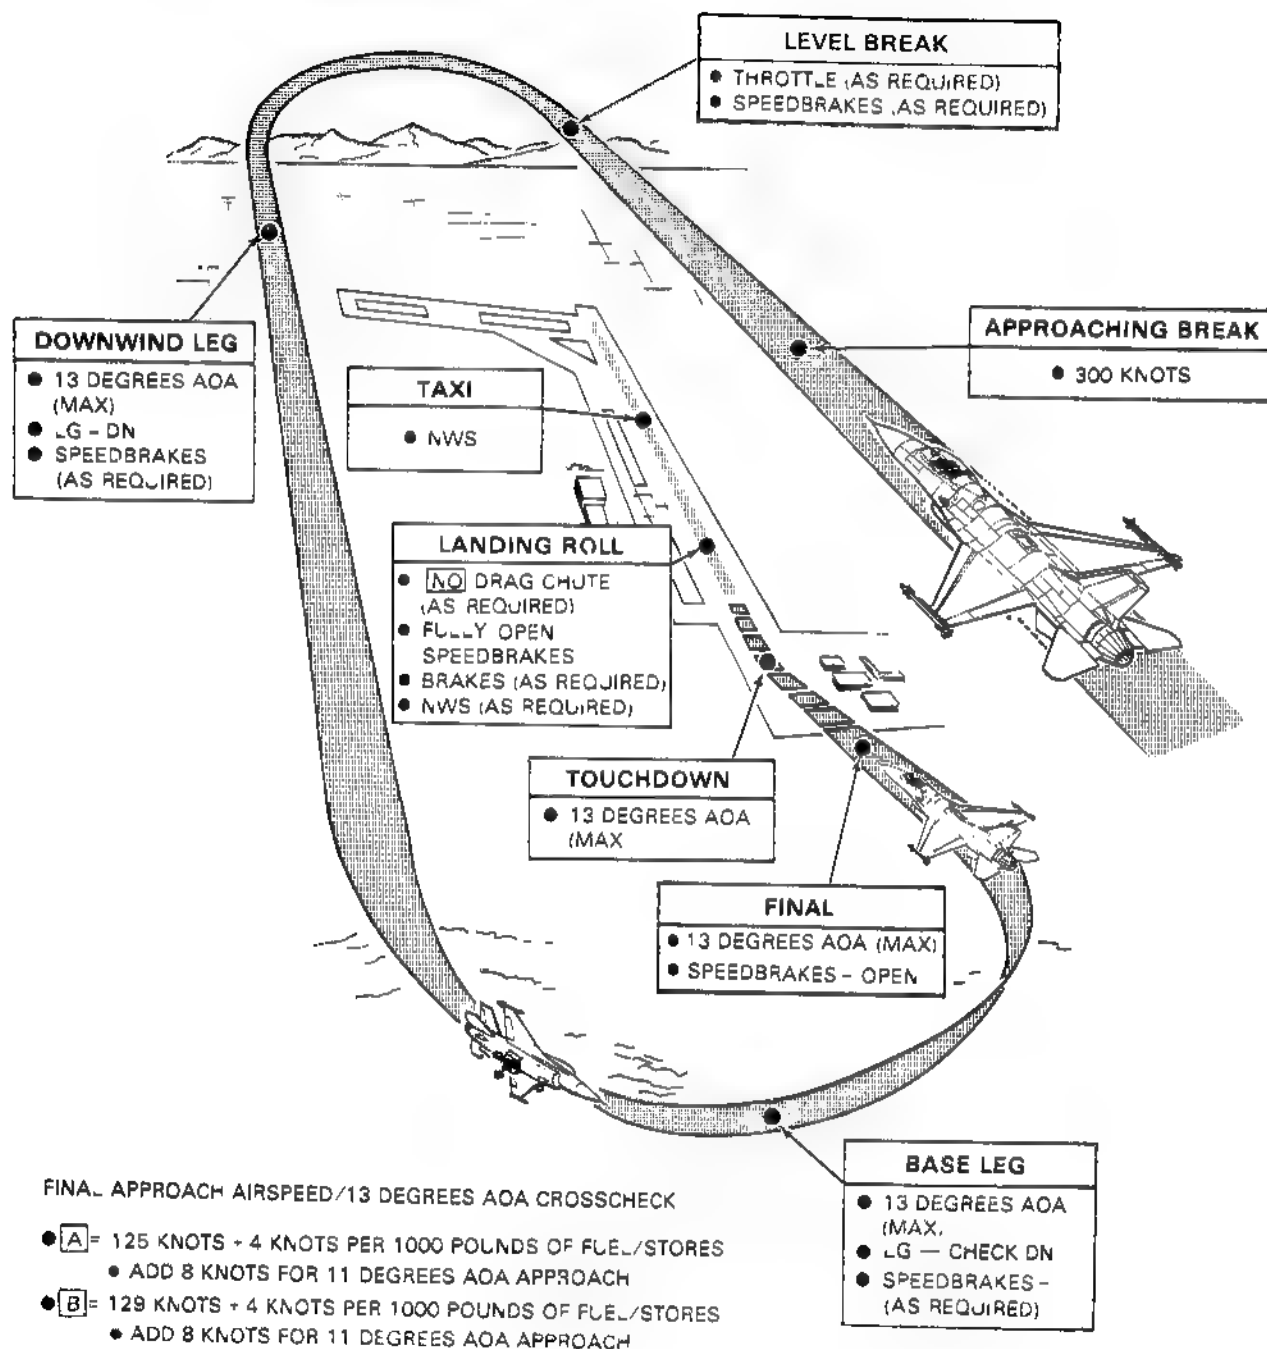 LEVEL BREAK
● THROTTLE (AS REQUIRED)
● SPEEDBRAKES (AS REQUIRED)
APPROACHING BREAK
● 300 KNOTS
DOWNWIND LEG
● 13 DEGREES AOA
(MAX)
● LG - DN
● SPEEDBRAKES
(AS REQUIRED)
TAXI
● NWS
LANDING ROLL
● NO DRAG CHUTE
(AS REQUIRED)
● FULLY OPEN
SPEEDBRAKES
● BRAKES (AS REQUIRED)
● NWS (AS REQUIRED)
TOUCHDOWN
● 13 DEGREES AOA
(MAX
FINAL
● 13 DEGREES AOA (MAX)
● SPEEDBRAKES - OPEN
BASE LEG
● 13 DEGREES AOA
(MAX)
● LG — CHECK DN
● SPEEDBRAKES -
(AS REQUIRED)
FINAL APPROACH AIRSPEED/13 DEGREES AOA CROSSCHECK
● A = 125 KNOTS + 4 KNOTS PER 1000 POUNDS OF FUEL/STORES
● ADD 8 KNOTS FOR 11 DEGREES AOA APPROACH
● B = 129 KNOTS + 4 KNOTS PER 1000 POUNDS OF FUEL/STORES
● ADD 8 KNOTS FOR 11 DEGREES AOA APPROACH